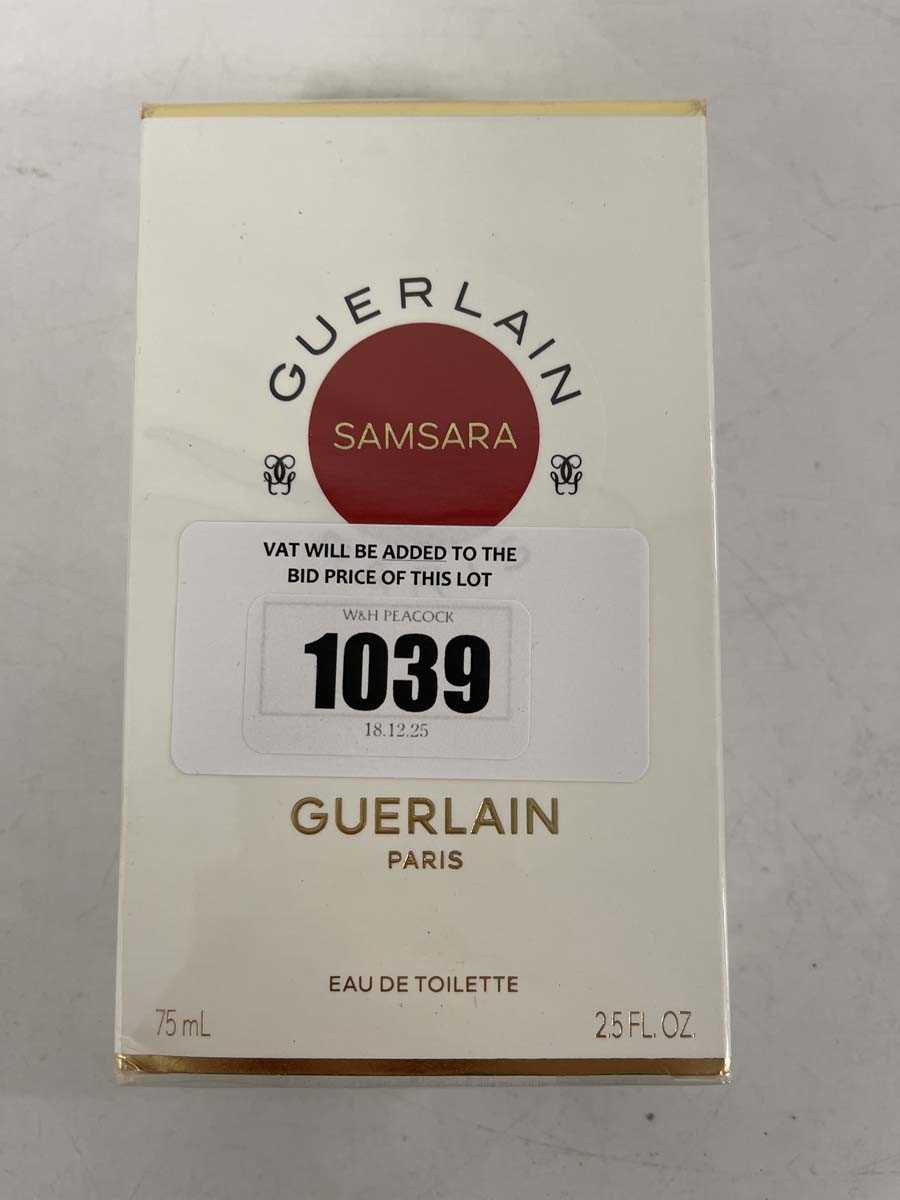 GUERLAIN
SAMSARA
VAT WILL BE ADDED TO THE
BID PRICE OF THIS LOT
W&H PEACOCK
1039
18.12.25
GUERLAIN
PARIS
EAU DE TOILETTE
75 mL
2.5 FL. OZ.